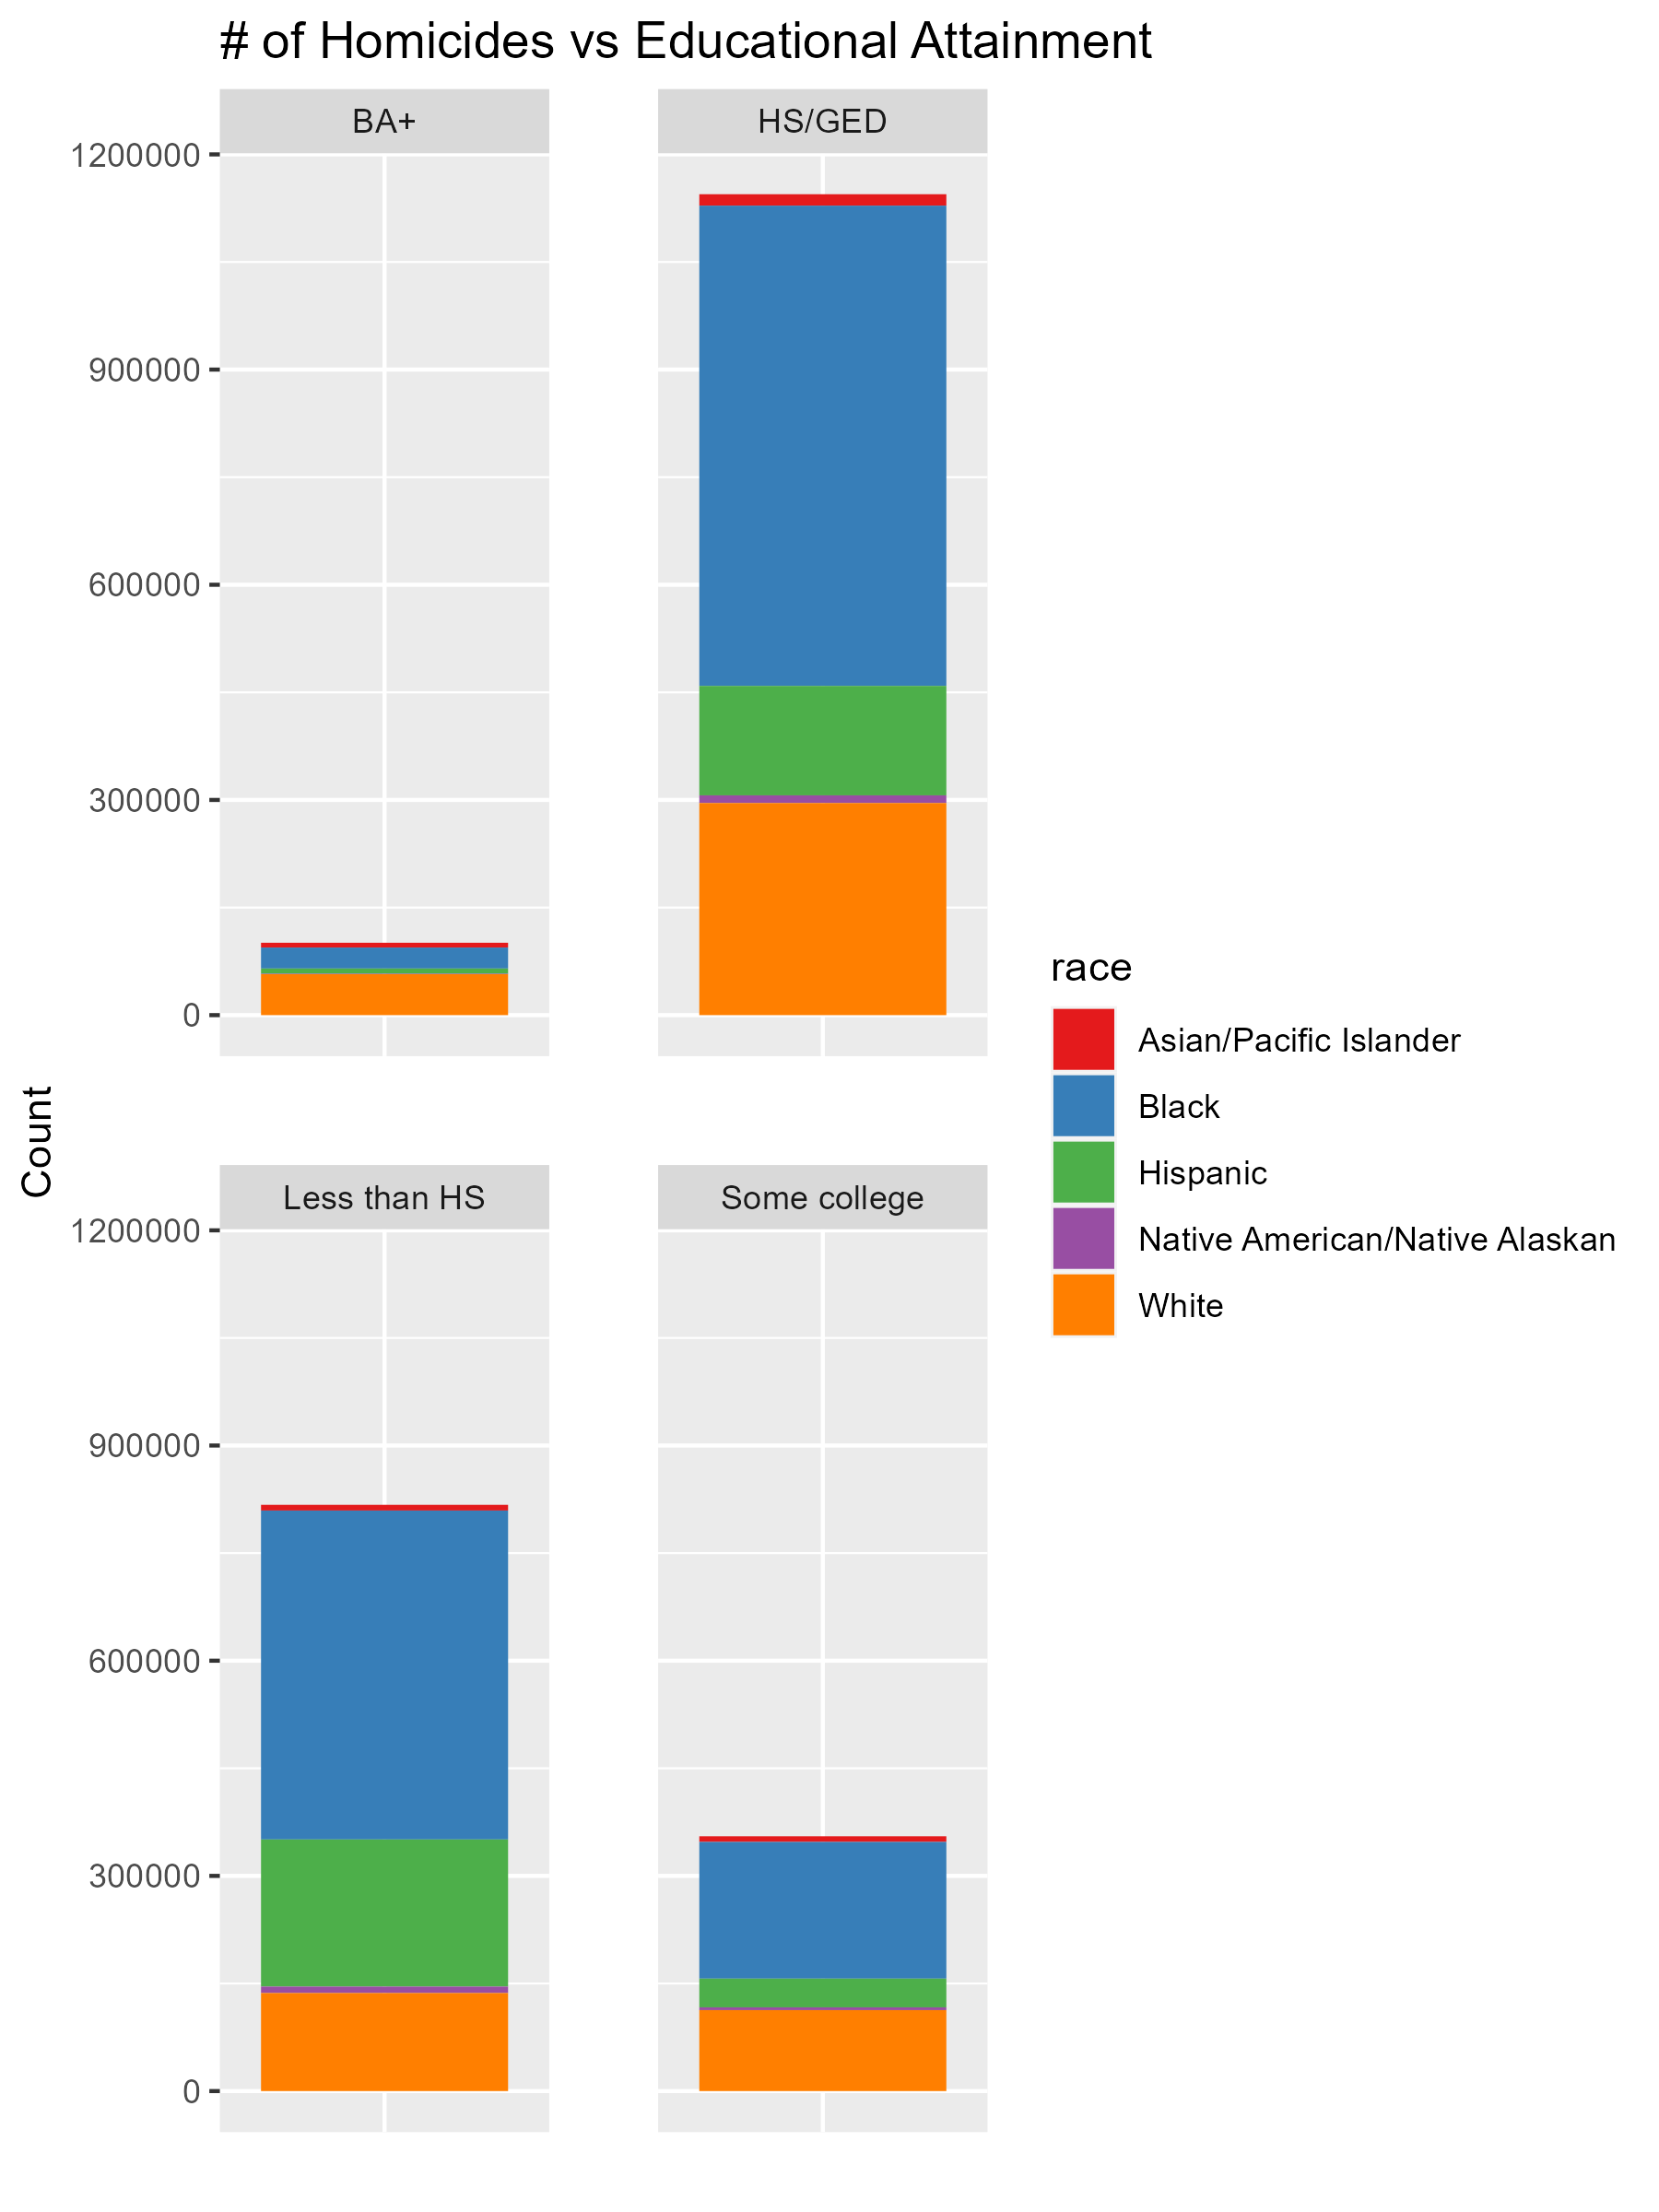 # of Homicides vs Educational Attainment
BA+
HS/GED
1200000
900000
600000
300000
0
Count
Less than HS
Some college
1200000
900000
600000
300000
0
race
Asian/Pacific Islander
Black
Hispanic
Native American/Native Alaskan
White